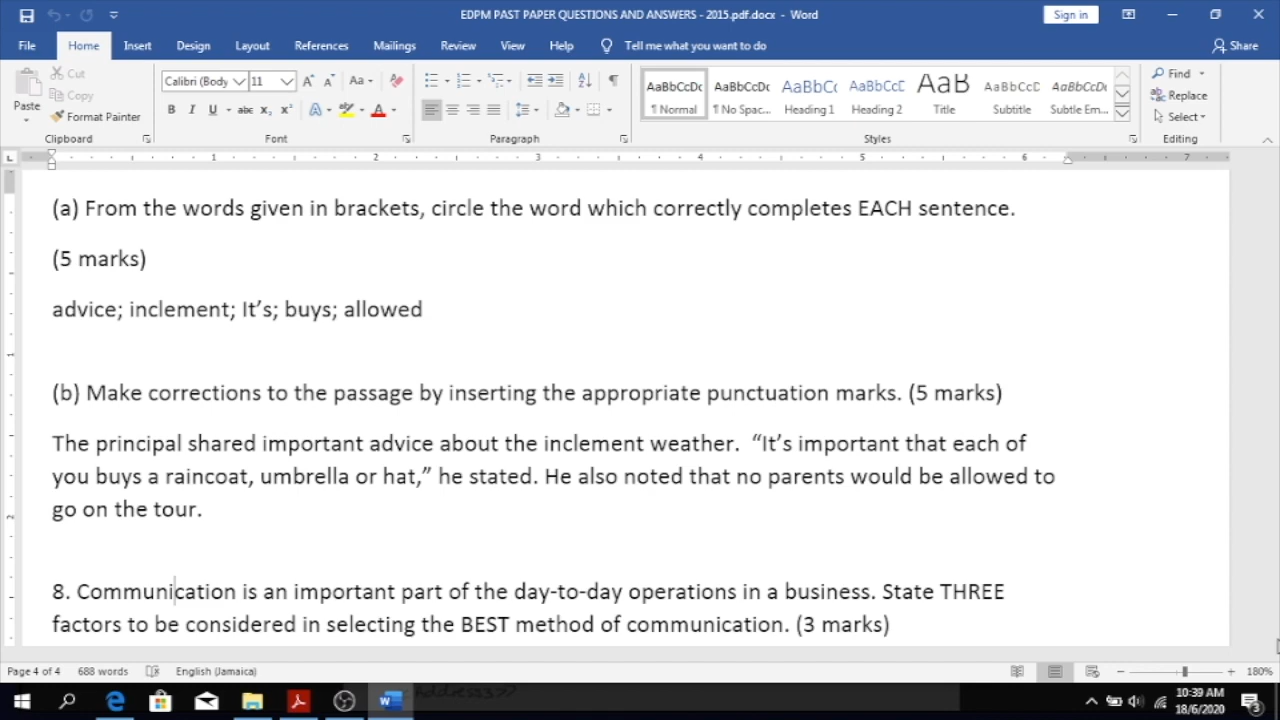 EDPM PAST PAPER QUESTIONS AND ANSWERS - 2015.pdf.docx - Word
Sign in
File Home Insert Design Layout References Mailings Review View Help Tell me what you want to do Share
Paste
Cut
Copy
Format Painter
Clipboard
Calibri (Body 11
Font
Paragraph
AaBbCcDc AaBbCcDc AaBbCc AaBbCcD AaB AaBbCcD AaBbCcDc
¶ Normal ¶ No Spac... Heading 1 Heading 2 Title Subtitle Subtle Em...
Styles
Find
Replace
Select
Editing
1 2 3 4 5 6 7
(a) From the words given in brackets, circle the word which correctly completes EACH sentence.
(5 marks)
advice; inclement; It’s; buys; allowed
(b) Make corrections to the passage by inserting the appropriate punctuation marks. (5 marks)
The principal shared important advice about the inclement weather. “It’s important that each of
you buys a raincoat, umbrella or hat,” he stated. He also noted that no parents would be allowed to
go on the tour.
8. Communication is an important part of the day-to-day operations in a business. State THREE
factors to be considered in selecting the BEST method of communication. (3 marks)
Page 4 of 4 688 words English (Jamaica) 180%
10:39 AM
18/6/2020